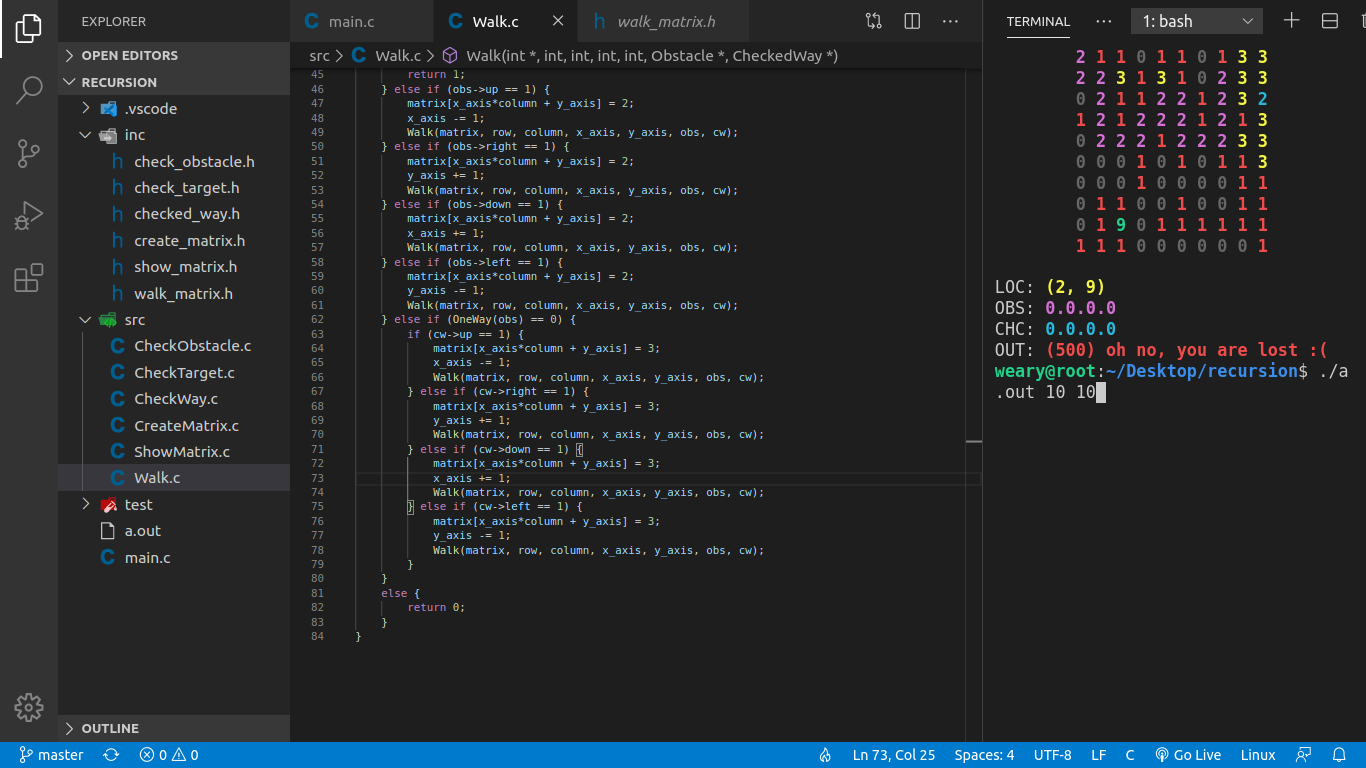 EXPLORER
OPEN EDITORS
RECURSION
.vscode
inc
h check_obstacle.h
h check_target.h
h checked_way.h
h create_matrix.h
h show_matrix.h
h walk_matrix.h
src
C CheckObstacle.c
C CheckTarget.c
C CheckWay.c
C CreateMatrix.c
C ShowMatrix.c
C Walk.c
test
a.out
C main.c
OUTLINE
C main.c C Walk.c h walk_matrix.h
src C Walk.c Walk(int *, int, int, int, int, Obstacle *, CheckedWay *)
45 return 1;
46 } else if (obs->up == 1) {
47 matrix[x_axis*column + y_axis] = 2;
48 x_axis -= 1;
49 Walk(matrix, row, column, x_axis, y_axis, obs, cw);
50 } else if (obs->right == 1) {
51 matrix[x_axis*column + y_axis] = 2;
52 y_axis += 1;
53 Walk(matrix, row, column, x_axis, y_axis, obs, cw);
54 } else if (obs->down == 1) {
55 matrix[x_axis*column + y_axis] = 2;
56 x_axis += 1;
57 Walk(matrix, row, column, x_axis, y_axis, obs, cw);
58 } else if (obs->left == 1) {
59 matrix[x_axis*column + y_axis] = 2;
60 y_axis -= 1;
61 Walk(matrix, row, column, x_axis, y_axis, obs, cw);
62 } else if (OneWay(obs) == 0) {
63 if (cw->up == 1) {
64 matrix[x_axis*column + y_axis] = 3;
65 x_axis -= 1;
66 Walk(matrix, row, column, x_axis, y_axis, obs, cw);
67 } else if (cw->right == 1) {
68 matrix[x_axis*column + y_axis] = 3;
69 y_axis += 1;
70 Walk(matrix, row, column, x_axis, y_axis, obs, cw);
71 } else if (cw->down == 1) {
72 matrix[x_axis*column + y_axis] = 3;
73 x_axis += 1;
74 Walk(matrix, row, column, x_axis, y_axis, obs, cw);
75 } else if (cw->left == 1) {
76 matrix[x_axis*column + y_axis] = 3;
77 y_axis -= 1;
78 Walk(matrix, row, column, x_axis, y_axis, obs, cw);
79 }
80 }
81 else {
82 return 0;
83 }
84 }
TERMINAL ··· 1: bash
2 1 1 0 1 1 0 1 3 3
2 2 3 1 3 1 0 2 3 3
0 2 1 1 2 2 1 2 3 2
1 2 1 2 2 2 1 2 1 3
0 2 2 2 1 2 2 2 3 3
0 0 0 1 0 1 0 1 1 3
0 0 0 1 0 0 0 0 1 1
0 1 1 0 0 1 0 0 1 1
0 1 9 0 1 1 1 1 1 1
1 1 1 0 0 0 0 0 0 1
LOC: (2, 9)
OBS: 0.0.0.0
CHC: 0.0.0.0
OUT: (500) oh no, you are lost :(
weary@root:~/Desktop/recursion$ ./a
.out 10 10
master 0 0 Ln 73, Col 25 Spaces: 4 UTF-8 LF C Go Live Linux